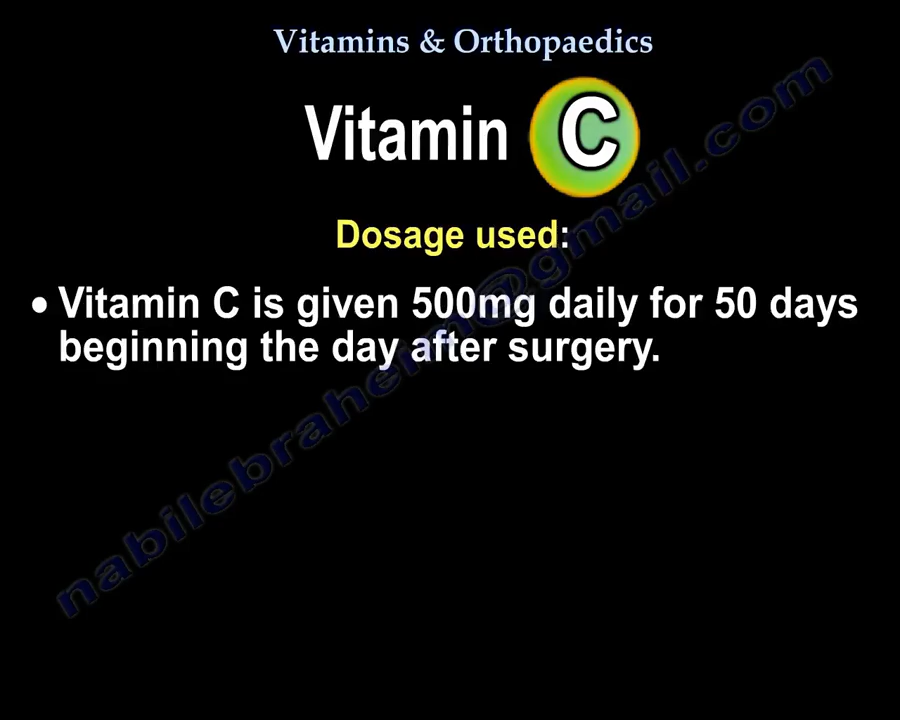 Vitamins & Orthopaedics
Vitamin C
Dosage used:
• Vitamin C is given 500mg daily for 50 days
beginning the day after surgery.
nabilebraheim@gmail.com